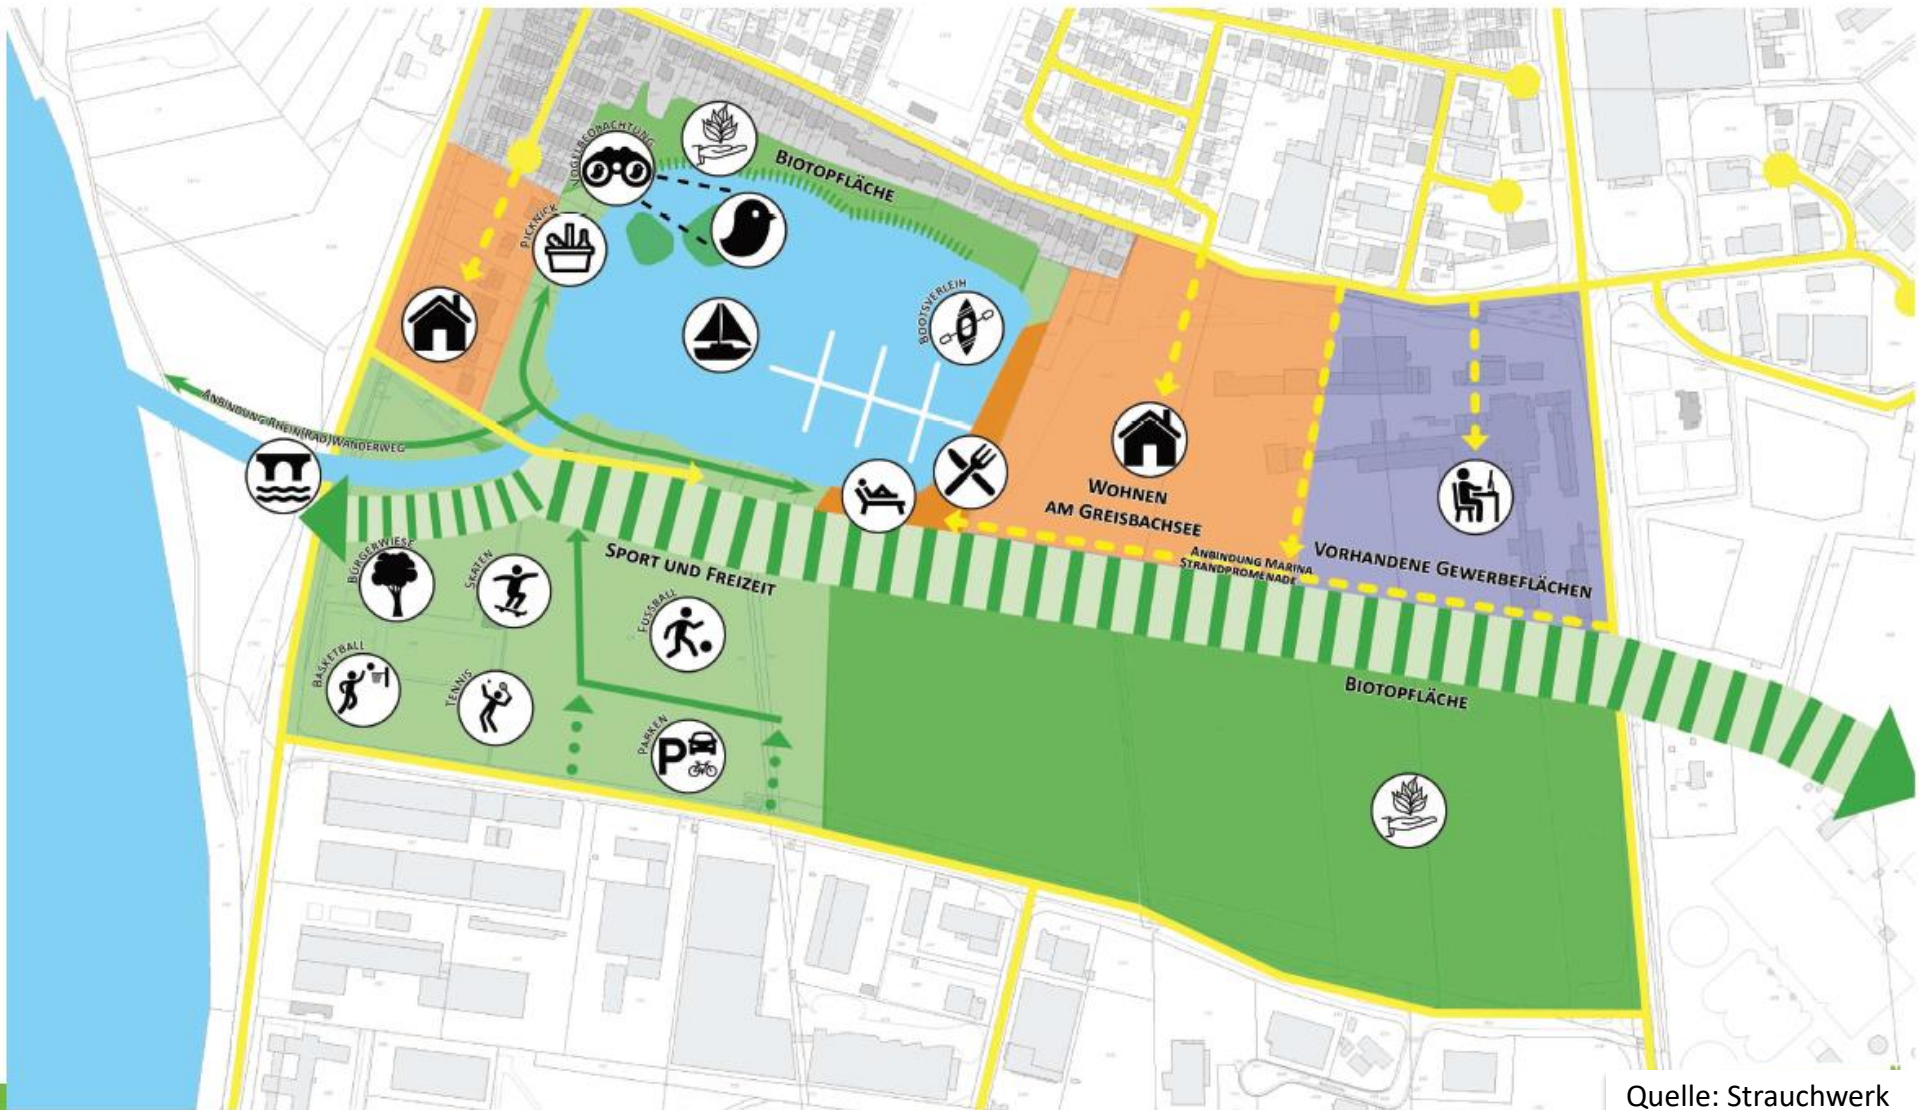 VOGELBEOBACHTUNG
BIOTOPFLÄCHE
PICKNICK
BOOTSVERLEIH
ANBINDUNG RHEIN(RAD)WANDERWEG
WOHNEN
AM GREISBACHSEE
ANBINDUNG MARINA
STRANDPROMENADE
VORHANDENE GEWERBEFLÄCHEN
BÜRGERWIESE
SKATEN
SPORT UND FREIZEIT
FUSSBALL
BASKETBALL
TENNIS
PARKEN
P
BIOTOPFLÄCHE
Quelle: Strauchwerk